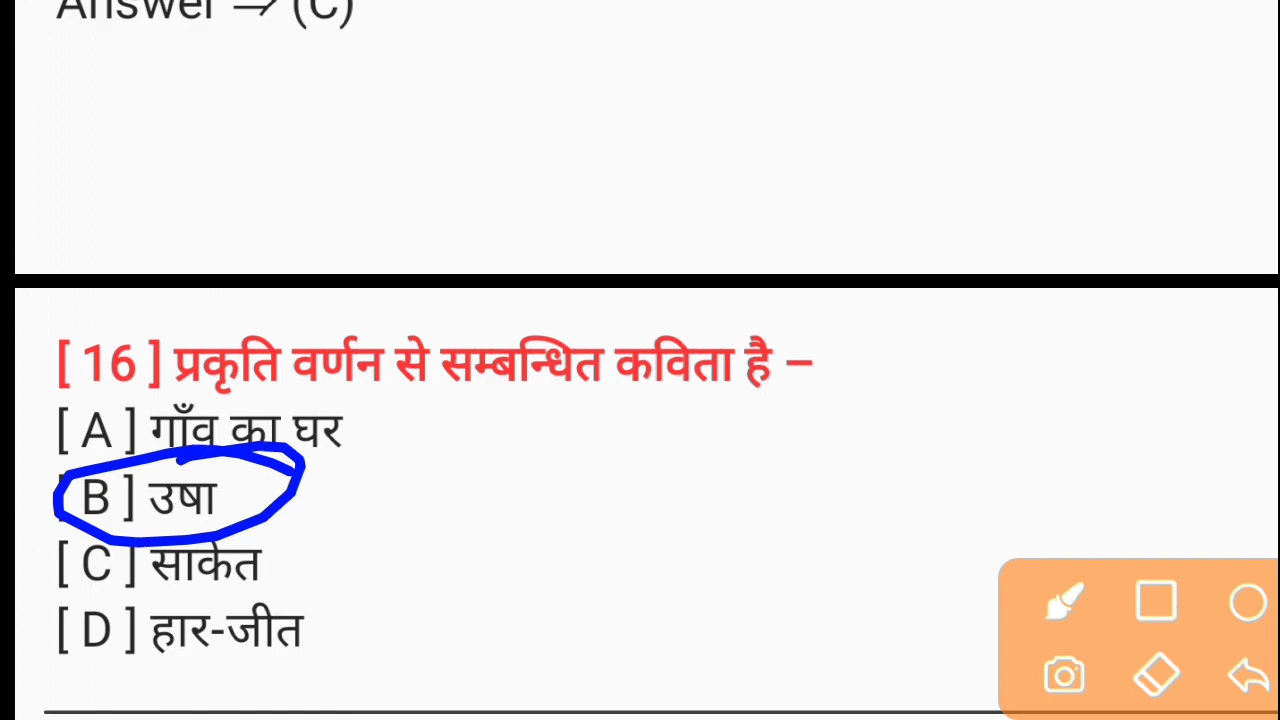 Answer ⇒ (C)
[ 16 ] प्रकृति वर्णन से सम्बन्धित कविता है –
[ A ] गाँव का घर
[ B ] उषा
[ C ] साकेत
[ D ] हार-जीत